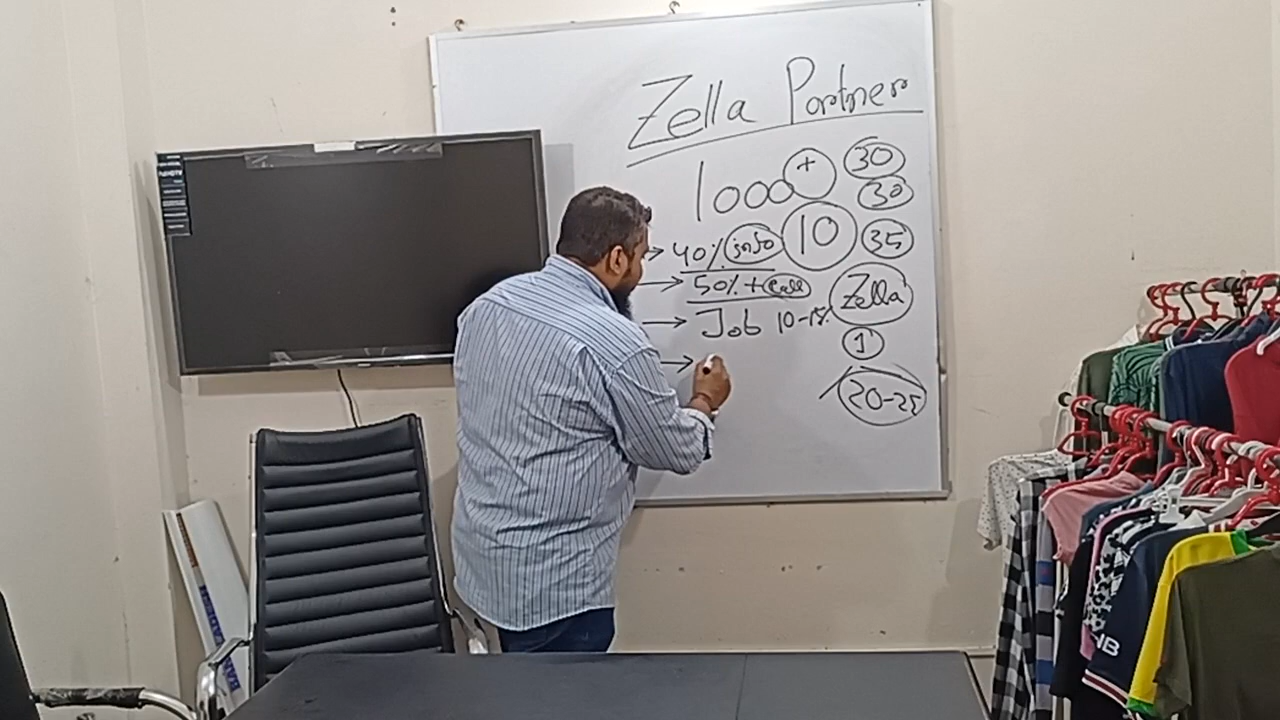 Zella Partner
1000+
30
30
→ 40% info
10
35
→ 50% + Call
Zella
→ Job 10-15%
1
→
20-25